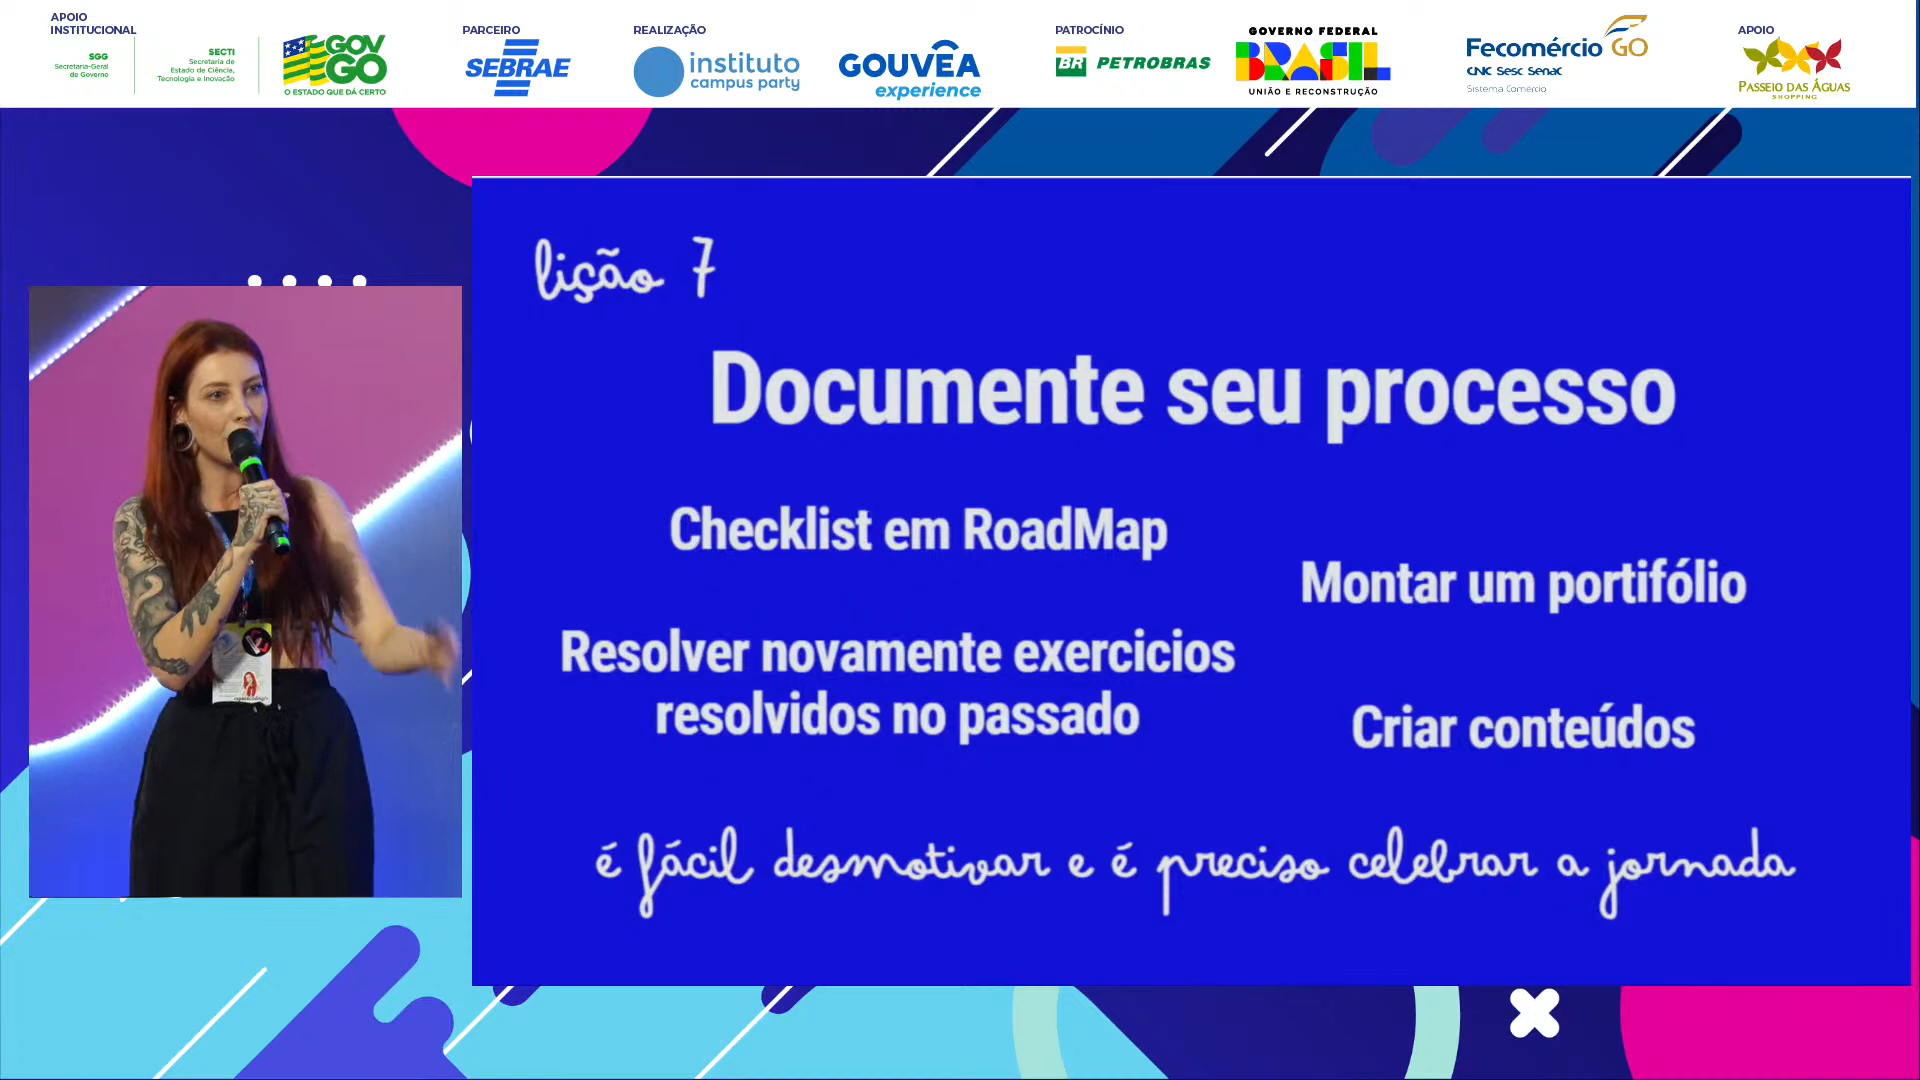 APOIO
INSTITUCIONAL
SGG
Secretaria-Geral
de Governo
SECTI
Secretaria de
Estado de Ciência,
Tecnologia e Inovação
GOV
GO
O ESTADO QUE DÁ CERTO
PARCEIRO
SEBRAE
REALIZAÇÃO
instituto
campus party
GOUVÊA
experience
PATROCÍNIO
BR PETROBRAS
GOVERNO FEDERAL
BRASIL
UNIÃO E RECONSTRUÇÃO
Fecomércio GO
CNC Sesc Senac
Sistema Comércio
APOIO
PASSEIO DAS ÁGUAS
SHOPPING
lição 7
Documente seu processo
Checklist em RoadMap
Montar um portifólio
Resolver novamente exercicios
resolvidos no passado
Criar conteúdos
é fácil desmotivar e é preciso celebrar a jornada